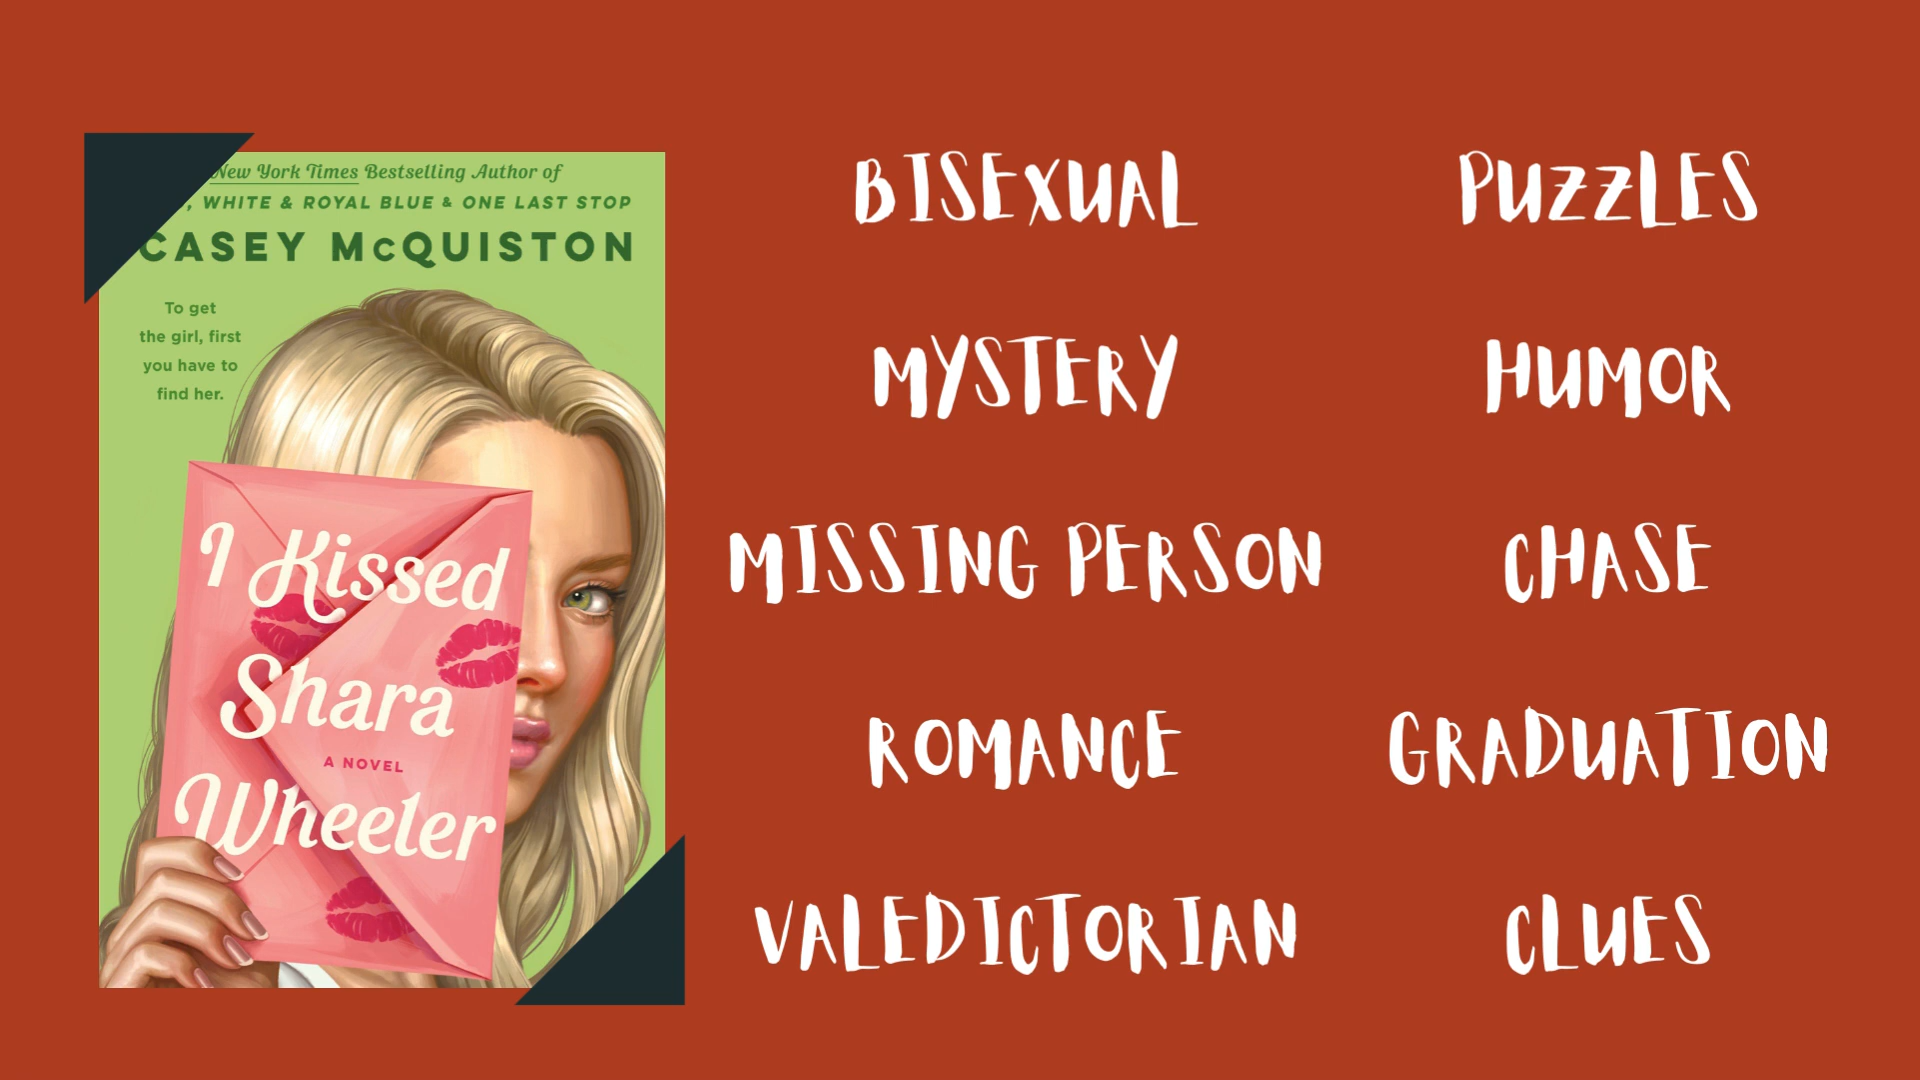 New York Times Bestselling Author of
, WHITE & ROYAL BLUE & ONE LAST STOP
CASEY McQUISTON
To get
the girl, first
you have to
find her.
I Kissed
Shara
A NOVEL
Wheeler
BISEXUAL
PUZZLES
MYSTERY
HUMOR
MISSING PERSON
CHASE
ROMANCE
GRADUATION
VALEDICTORIAN
CLUES